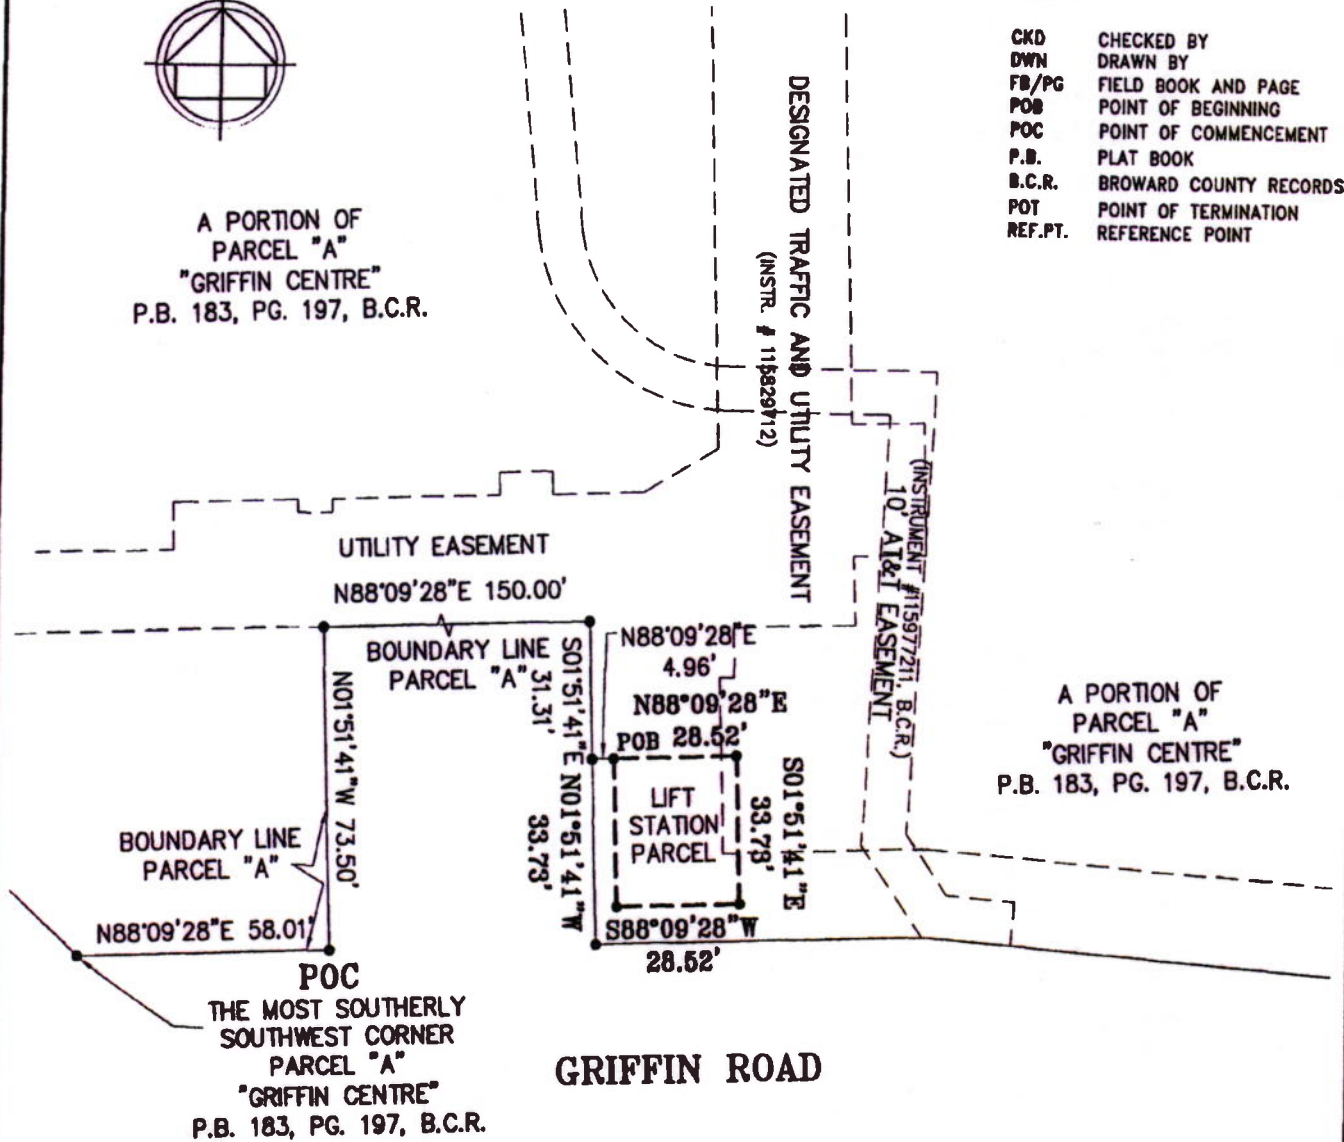 CKD CHECKED BY
DWN DRAWN BY
FB/PG FIELD BOOK AND PAGE
POB POINT OF BEGINNING
POC POINT OF COMMENCEMENT
P.B. PLAT BOOK
B.C.R. BROWARD COUNTY RECORDS
POT POINT OF TERMINATION
REF.PT. REFERENCE POINT
A PORTION OF
PARCEL "A"
"GRIFFIN CENTRE"
P.B. 183, PG. 197, B.C.R.
DESIGNATED TRAFFIC AND UTILITY EASEMENT
(INSTR. # 115829712)
(INSTRUMENT #115977211, B.C.R.)
10' AT&T EASEMENT
UTILITY EASEMENT
N88°09'28"E 150.00'
BOUNDARY LINE
PARCEL "A"
S01°51'41"E
31.31'
N88°09'28"E
4.96'
N88°09'28"E
POB 28.52'
N01°51'41"W 73.50'
LIFT
STATION
PARCEL
N01°51'41"W
33.73'
S01°51'41"E
33.73'
S88°09'28"W
28.52'
A PORTION OF
PARCEL "A"
"GRIFFIN CENTRE"
P.B. 183, PG. 197, B.C.R.
BOUNDARY LINE
PARCEL "A"
N88°09'28"E 58.01'
POC
THE MOST SOUTHERLY
SOUTHWEST CORNER
PARCEL "A"
"GRIFFIN CENTRE"
P.B. 183, PG. 197, B.C.R.
GRIFFIN ROAD